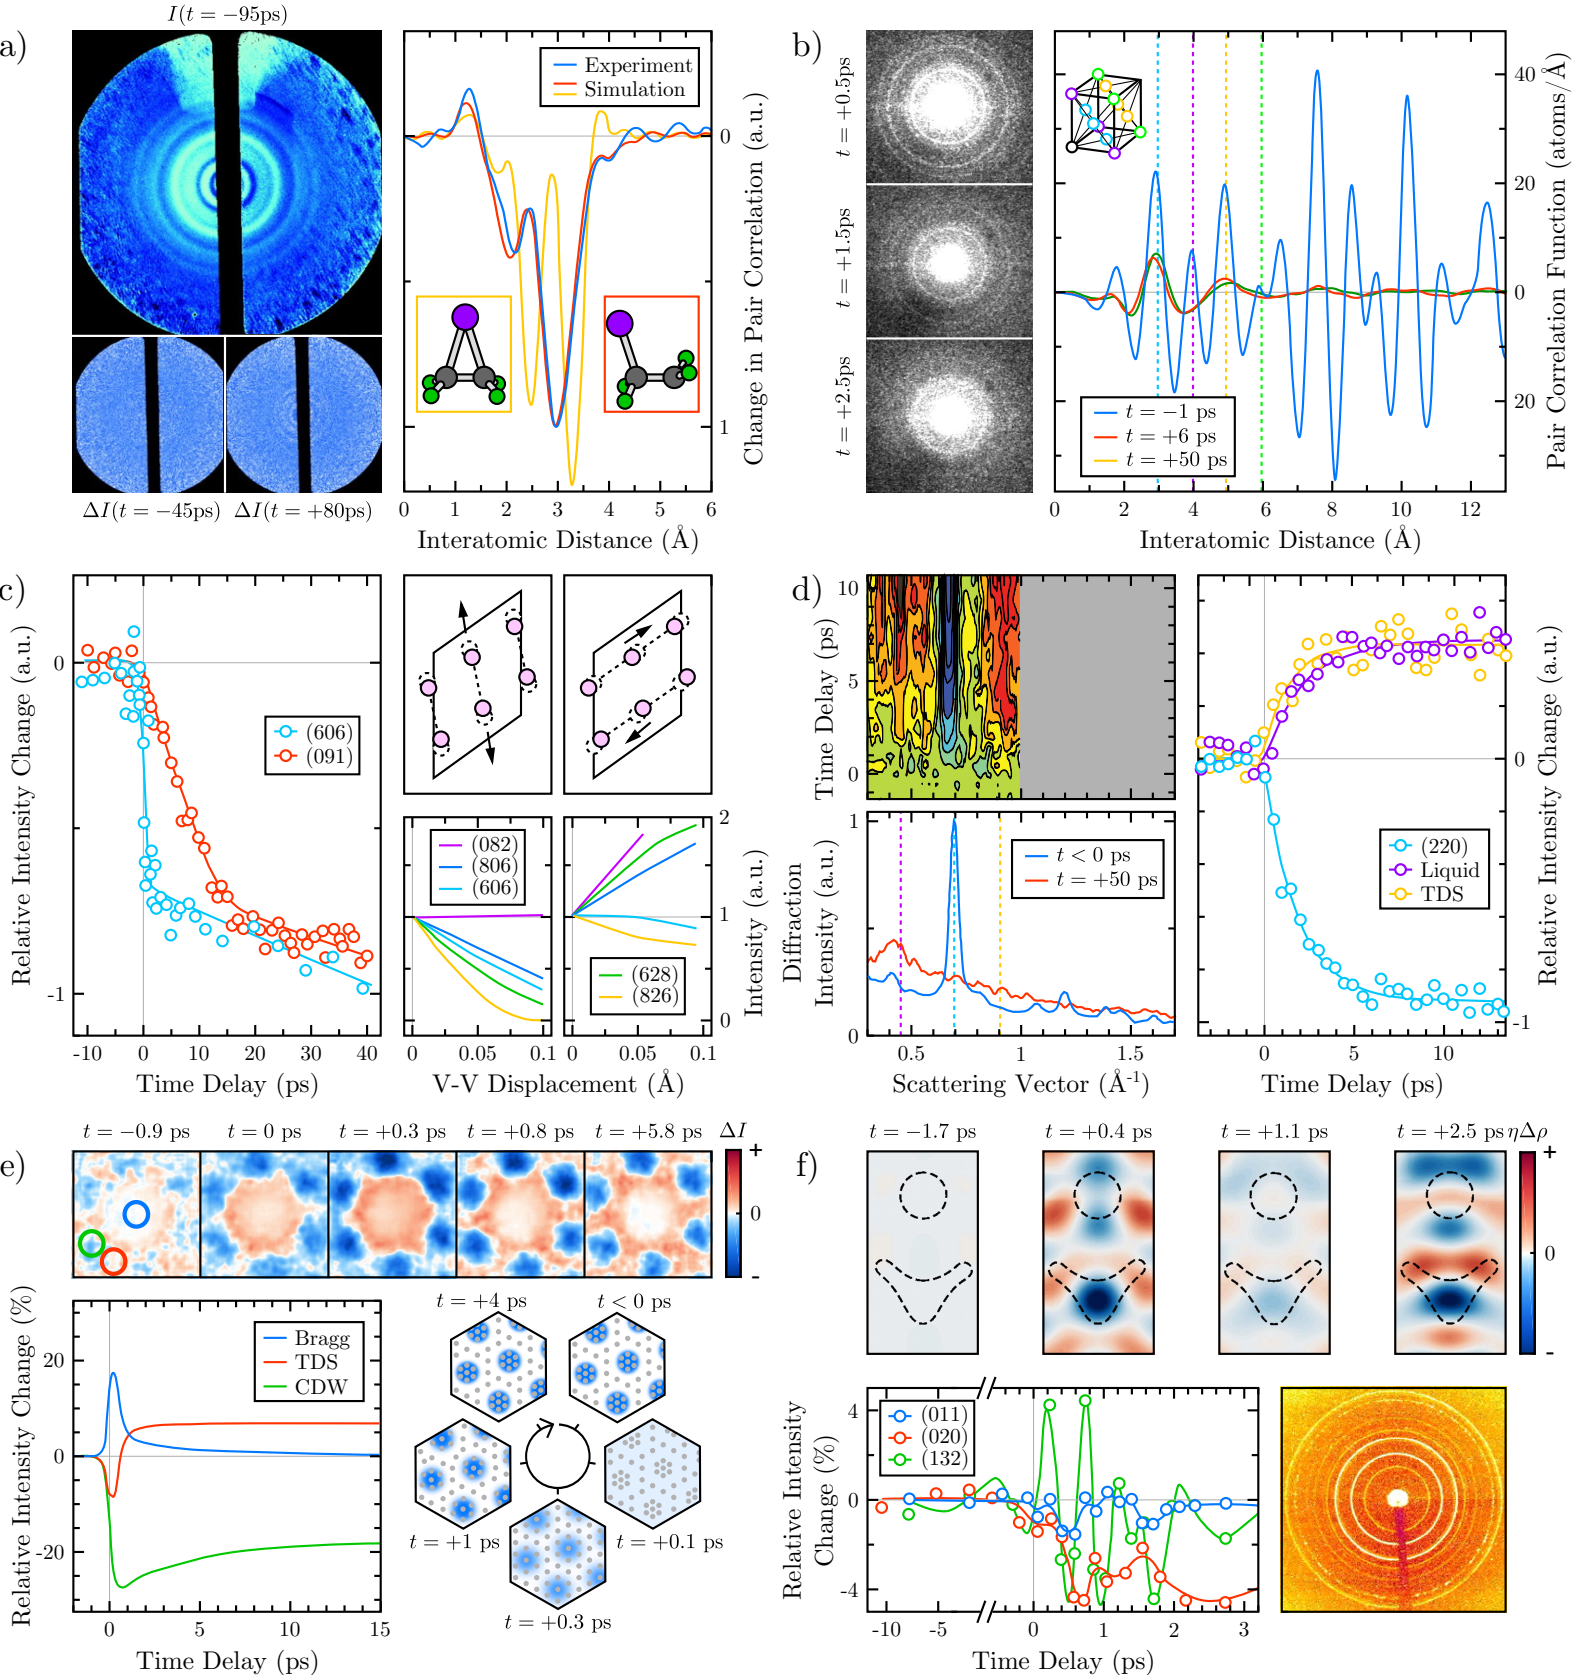 a)
I(t = −95ps)
ΔI(t = −45ps) ΔI(t = +80ps)
Experiment
Simulation
0
1
Change in Pair Correlation (a.u.)
0 1 2 3 4 5 6
Interatomic Distance (Å)
b)
t = +0.5ps
t = +1.5ps
t = +2.5ps
40
20
0
20
Pair Correlation Function (atoms/Å)
t = −1 ps
t = +6 ps
t = +50 ps
0 2 4 6 8 10 12
Interatomic Distance (Å)
c)
Relative Intensity Change (a.u.)
0
-1
(606)
(091)
-10 0 10 20 30 40
Time Delay (ps)
(082)
(806)
(606)
(628)
(826)
2
1
0
Intensity (a.u.)
0 0.05 0.1 0 0.05 0.1
V-V Displacement (Å)
d)
Time Delay (ps)
10
5
0
Diffraction
Intensity (a.u.)
1
0
t < 0 ps
t = +50 ps
0.5 1 1.5
Scattering Vector (Å-1)
(220)
Liquid
TDS
0
-1
Relative Intensity Change (a.u.)
0 5 10
Time Delay (ps)
e)
t = −0.9 ps t = 0 ps t = +0.3 ps t = +0.8 ps t = +5.8 ps ΔI
+
0
-
Relative Intensity Change (%)
20
0
-20
Bragg
TDS
CDW
0 5 10 15
Time Delay (ps)
t = +4 ps t < 0 ps
t = +1 ps t = +0.1 ps
t = +0.3 ps
f)
t = −1.7 ps t = +0.4 ps t = +1.1 ps t = +2.5 ps ηΔρ
+
0
-
Relative Intensity
Change (%)
4
0
-4
(011)
(020)
(132)
-10 -5 0 1 2 3
Time Delay (ps)